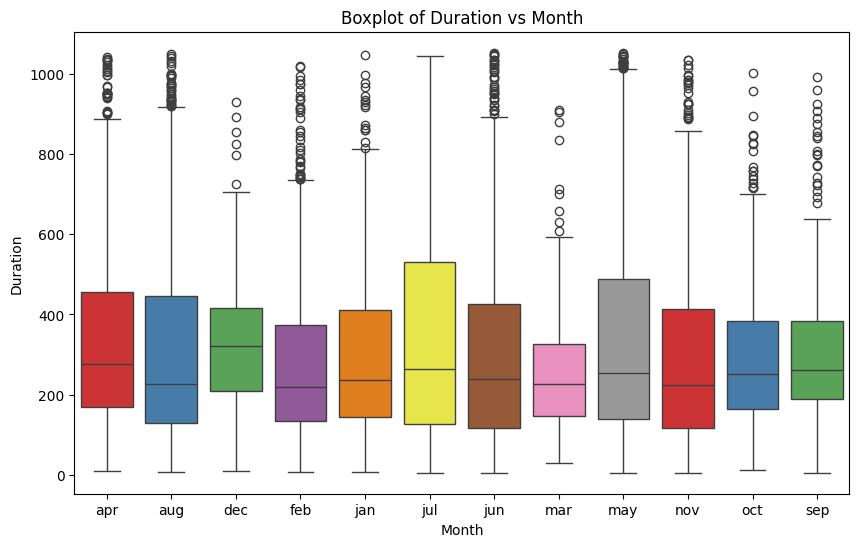 Boxplot of Duration vs Month
1000
800
600
400
200
0
Duration
apr aug dec feb jan jul jun mar may nov oct sep
Month